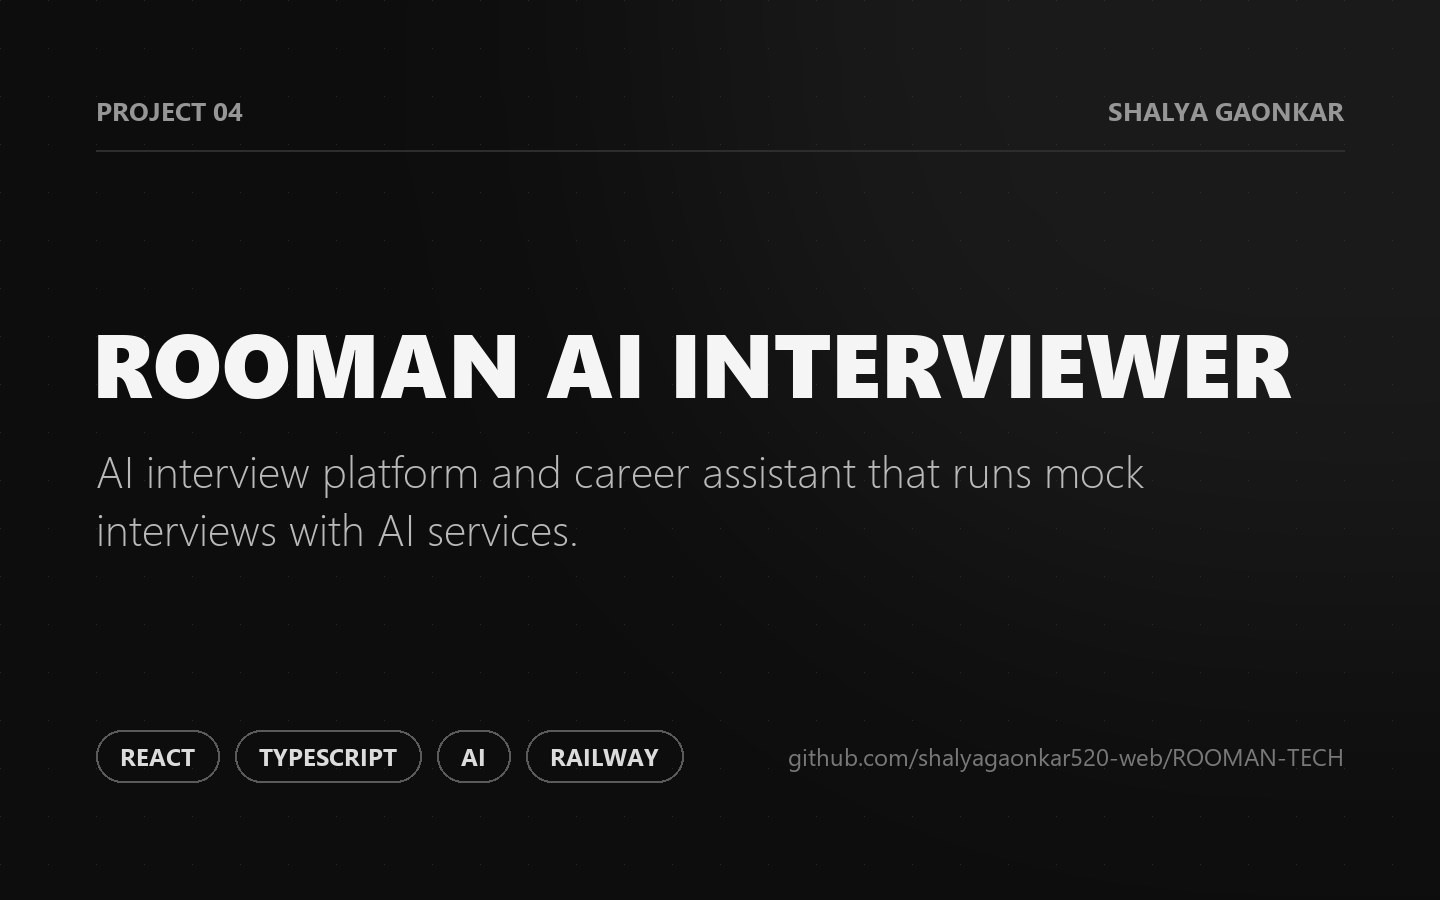 PROJECT 04
SHALYA GAONKAR
ROOMAN AI INTERVIEWER
AI interview platform and career assistant that runs mock
interviews with AI services.
REACT
TYPESCRIPT
AI
RAILWAY
github.com/shalyagaonkar520-web/ROOMAN-TECH